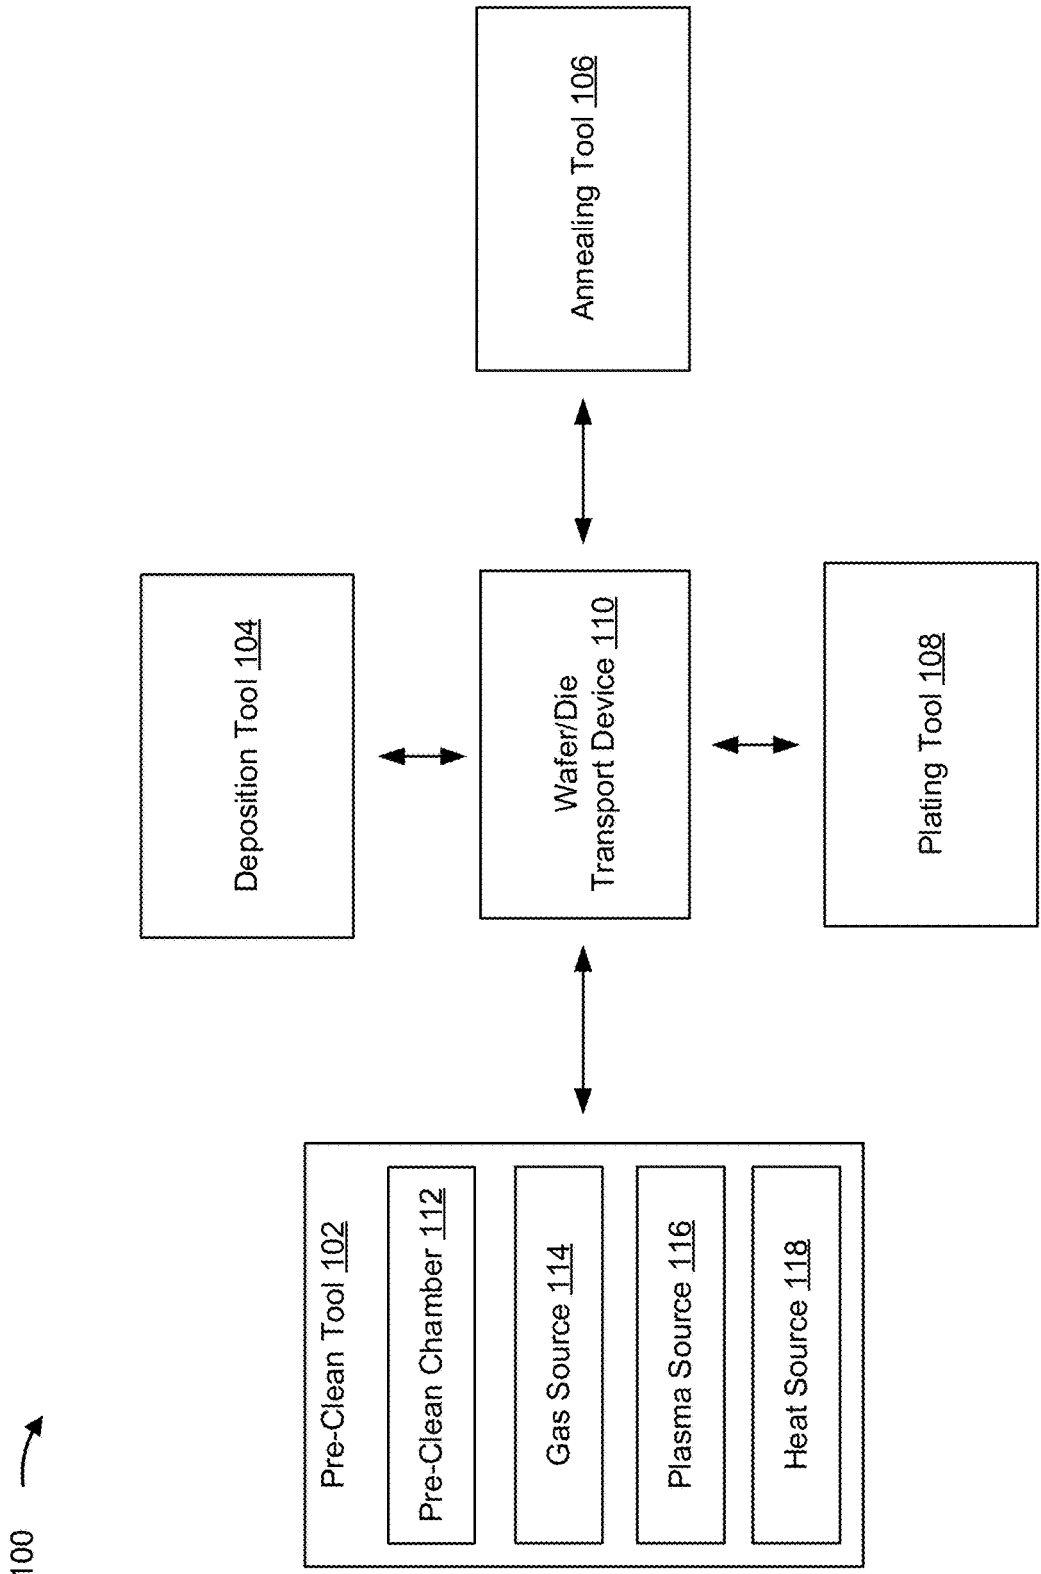 100
Pre-Clean Tool 102
Pre-Clean Chamber 112
Gas Source 114
Plasma Source 116
Heat Source 118
Deposition Tool 104
Wafer/Die
Transport Device 110
Plating Tool 108
Annealing Tool 106